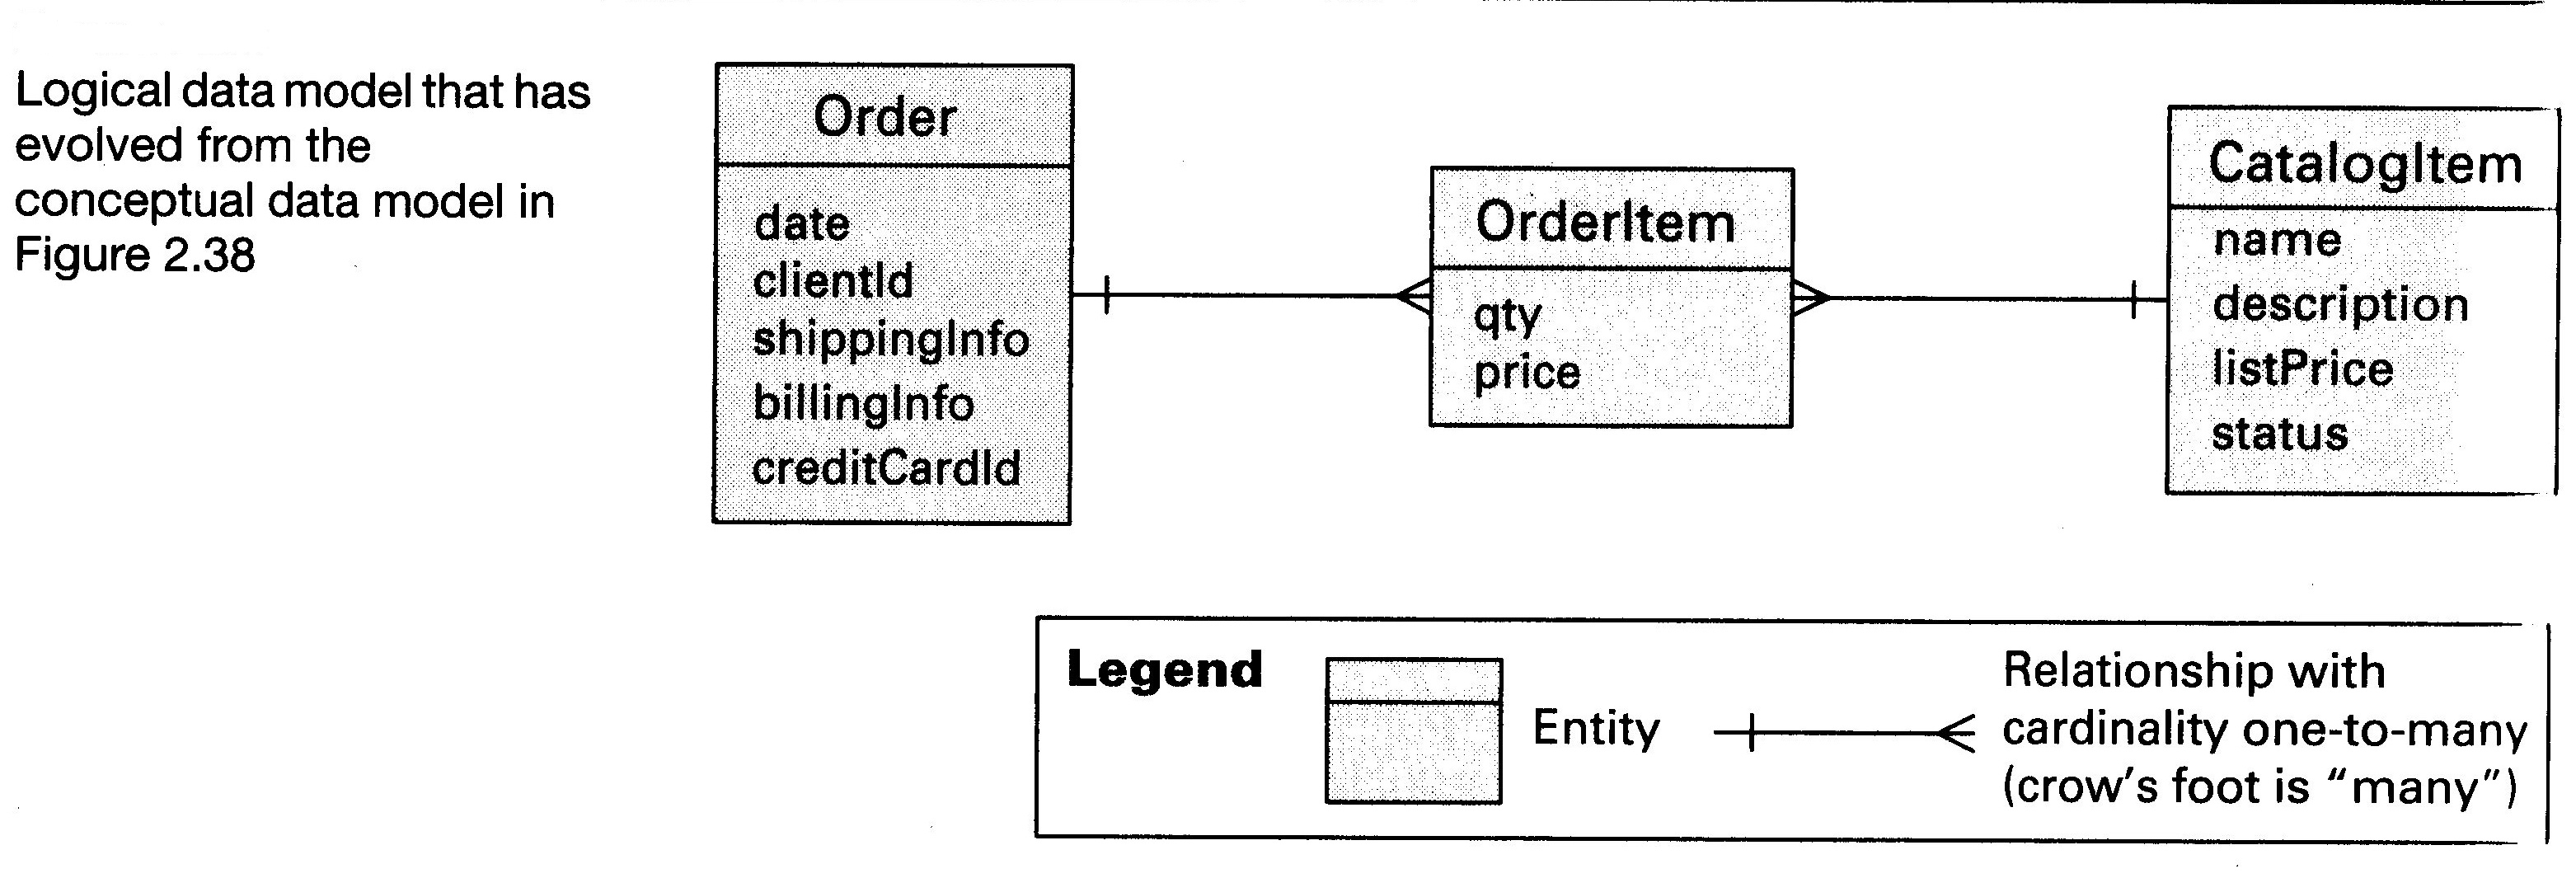 Logical data model that has
evolved from the
conceptual data model in
Figure 2.38
Order
date
clientId
shippingInfo
billingInfo
creditCardId
OrderItem
qty
price
CatalogItem
name
description
listPrice
status
Legend
Entity
Relationship with
cardinality one-to-many
(crow's foot is “many”)